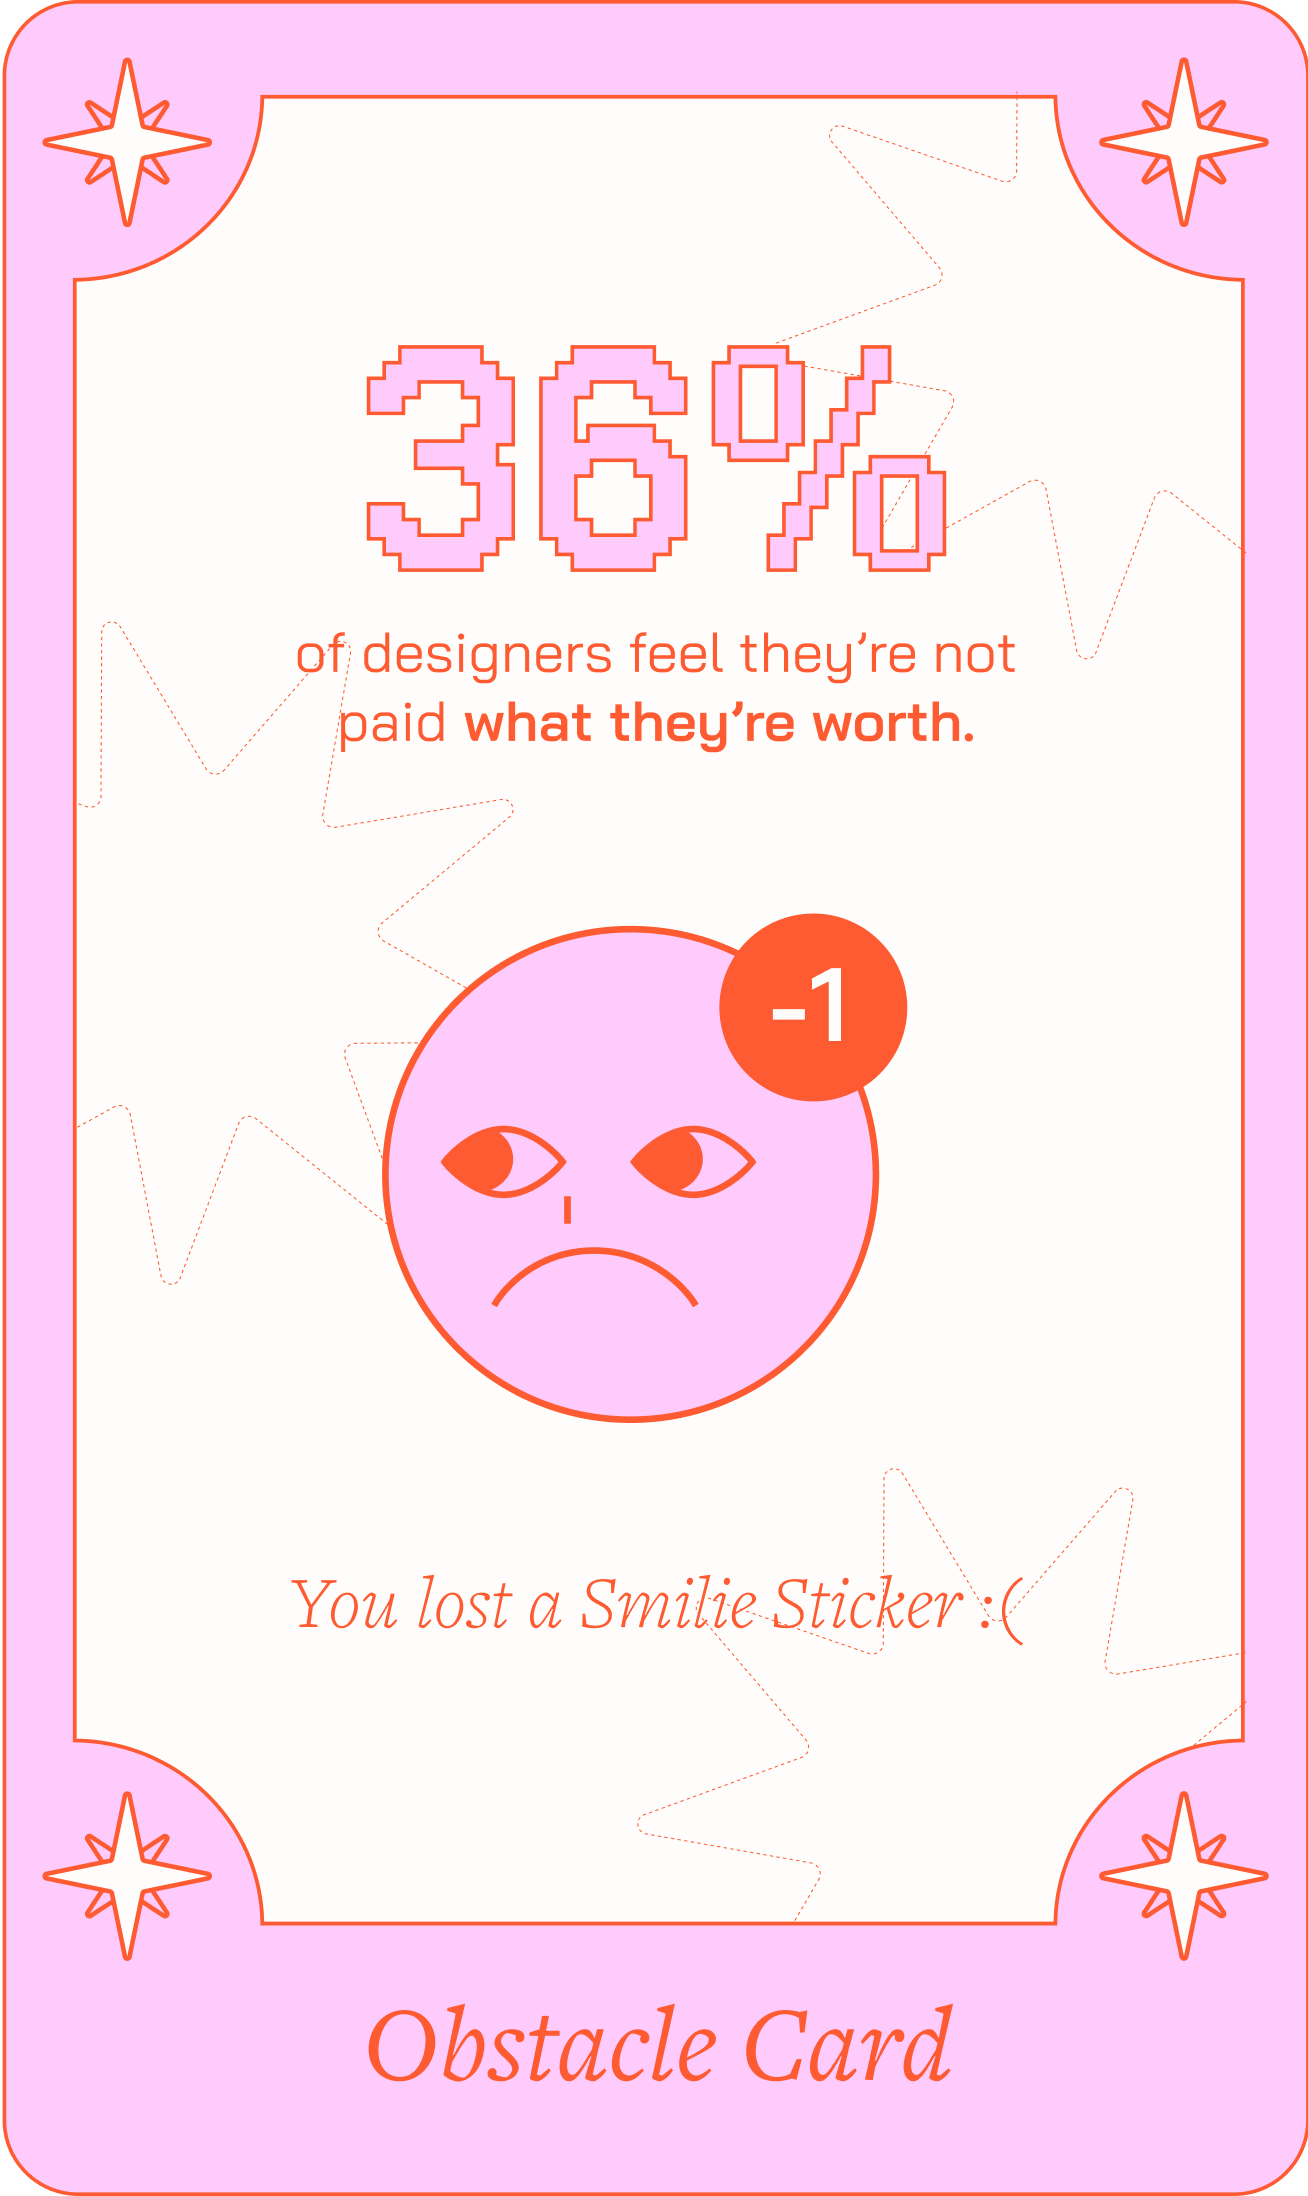 36%
of designers feel they’re not
paid what they’re worth.
-1
You lost a Smilie Sticker :(
Obstacle Card